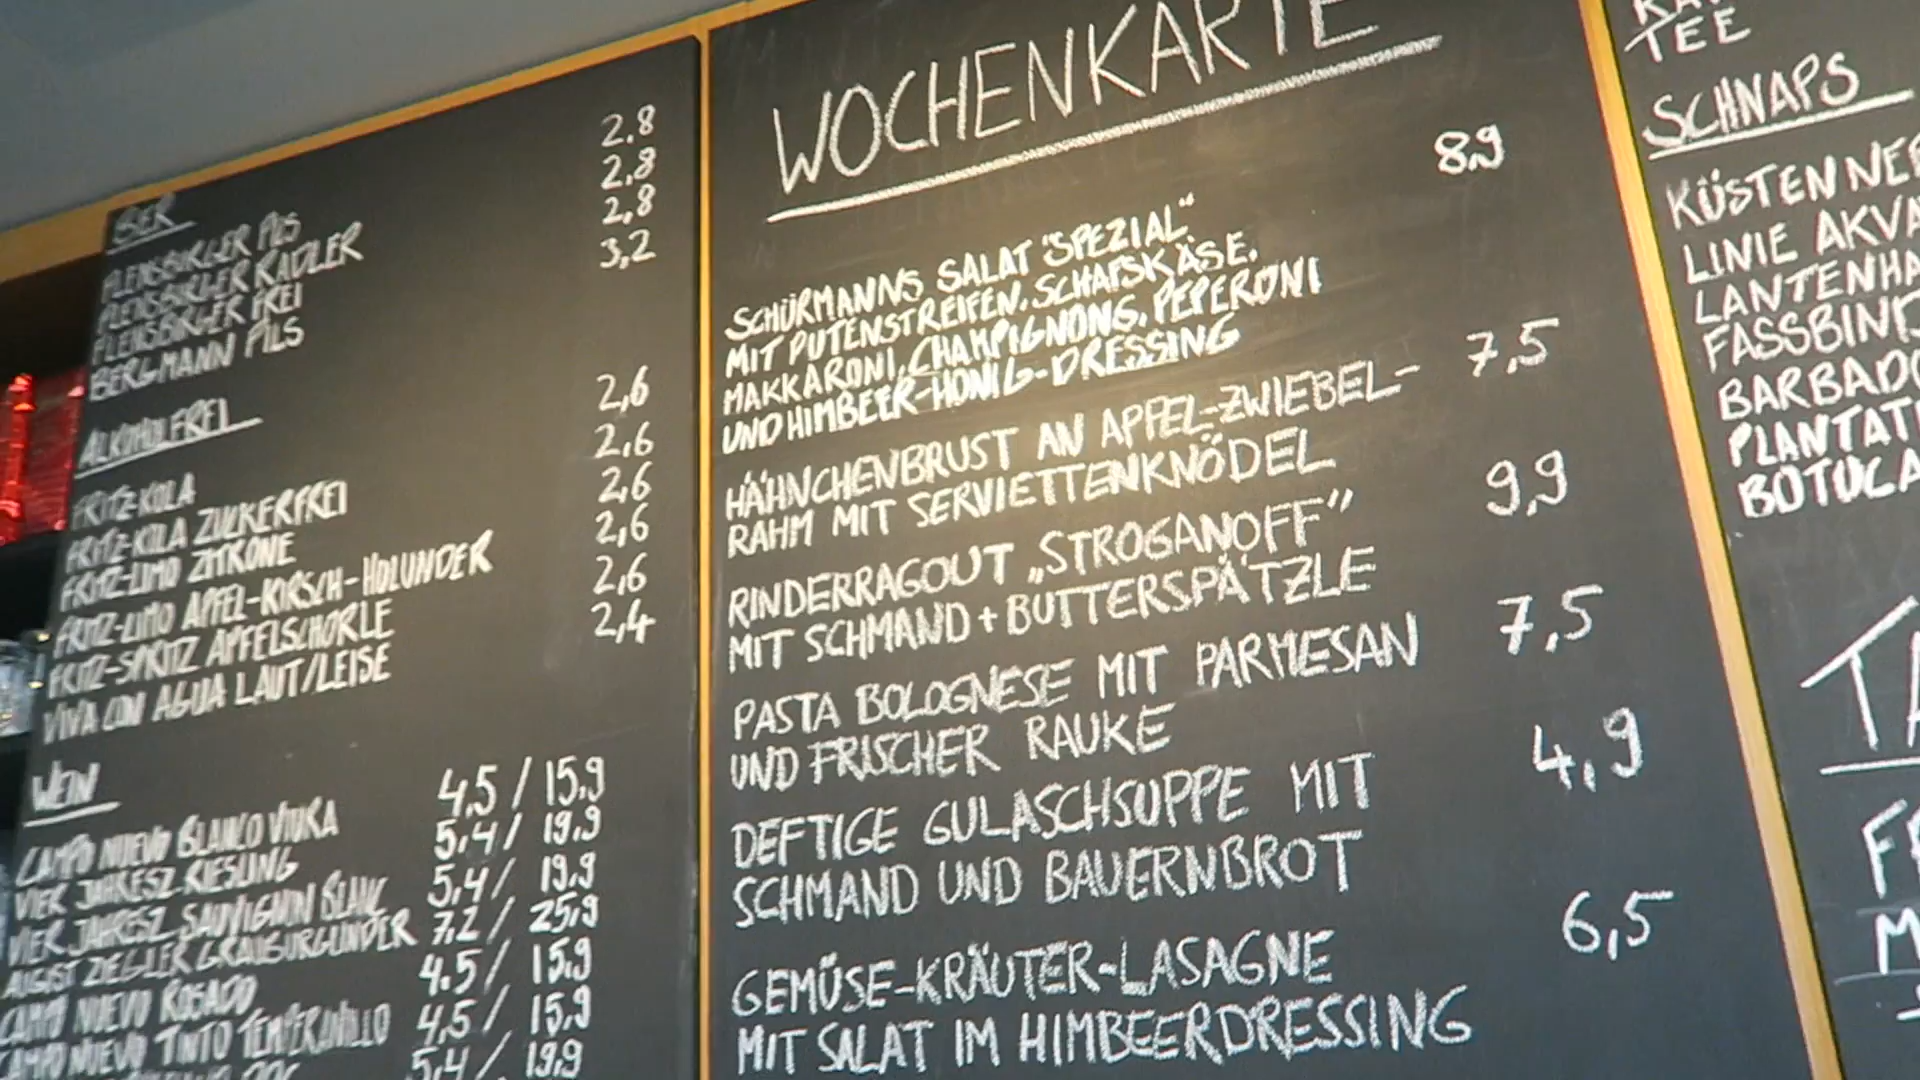 BIER
FLENSBURGER PILS 2.8
FLENSBURGER RADLER 2,8
FLENSBURGER FREI 2,8
BERGMANN PILS 3,2
ALKOHOLFREI
FRITZ-KOLA 2,6
FRITZ-KOLA ZUCKERFREI 2,6
FRITZ-LIMO ZITRONE 2,6
FRITZ-LIMO APFEL-KIRSCH-HOLUNDER 2,6
FRITZ-SPRITZ APFELSCHORLE 2,6
VIVA CON AGUA LAUT/LEISE 2,4
WEIN
CAMPO NUEVO BLANCO VIURA 4,5 / 15,9
VIER JAHRESZ. RIESLING 5,4 / 19,9
VIER JAHRESZ. SAUVIGNON BLANC 5,4 / 19,9
AUGUST ZIEGLER GRAUBURGUNDER 7,2 / 25,9
CAMPO NUEVO ROSADO 4,5 / 15,9
CAMPO NUEVO TINTO TEMPRANILLO 4,5 / 15,9
5,4 / 19,9
WOCHENKARTE
SCHÜRMANNS SALAT "SPEZIAL" 8,9
MIT PUTENSTREIFEN, SCHAFSKÄSE,
MAKKARONI, CHAMPIGNONG, PEPERONI
UND HIMBEER-HONIG-DRESSING
HÄHNCHENBRUST AN APFEL-ZWIEBEL- 7,5
RAHM MIT SERVIETTENKNÖDEL
RINDERRAGOUT „STROGANOFF" 9,9
MIT SCHMAND + BUTTERSPÄTZLE
PASTA BOLOGNESE MIT PARMESAN 7,5
UND FRISCHER RAUKE
DEFTIGE GULASCHSUPPE MIT 4,9
SCHMAND UND BAUERNBROT
GEMÜSE-KRÄUTER-LASAGNE 6,5
MIT SALAT IM HIMBEERDRESSING
TEE
SCHNAPS
KÜSTENNE
LINIE AKVA
LANTENHA
FASSBIND
BARBADO
PLANTAT
BOTUCA
TA